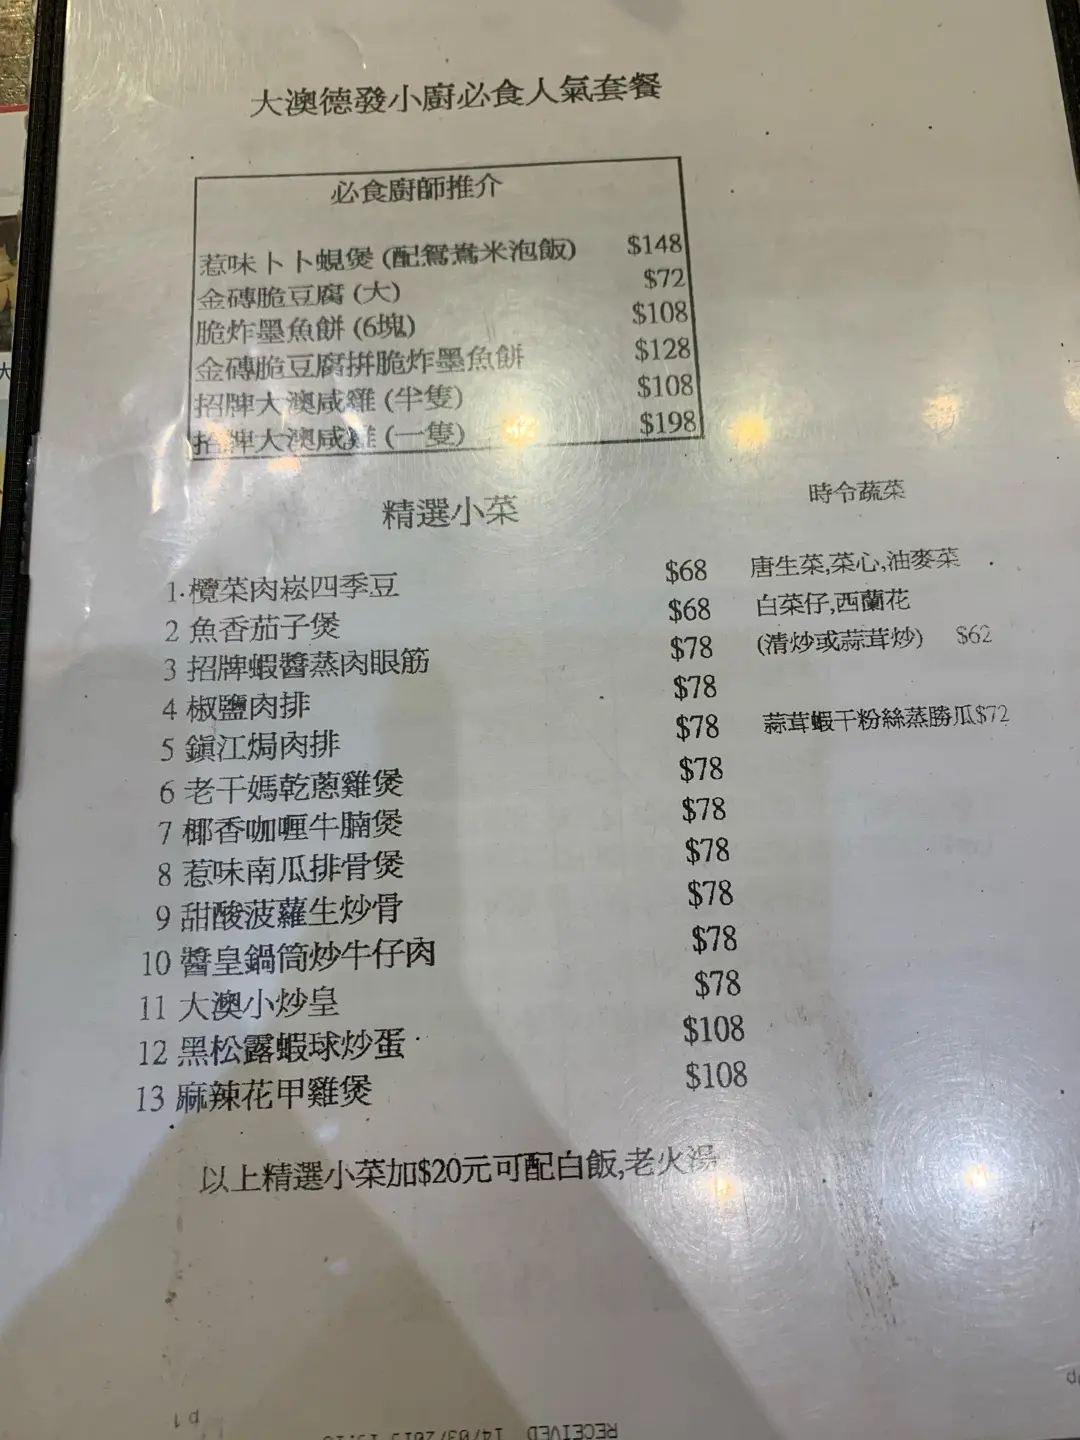 大澳德發小廚必食人氣套餐
必食廚師推介
惹味卜卜蜆煲 (配鴛鴦米泡飯) $148
金磚脆豆腐 (大) $72
脆炸墨魚餅 (6塊) $108
金磚脆豆腐拼脆炸墨魚餅 $128
招牌大澳咸雞 (半隻) $108
招牌大澳咸雞 (一隻) $198
精選小菜
時令蔬菜
1. 欖菜肉崧四季豆 $68
2 魚香茄子煲 $68
3 招牌蝦醬蒸肉眼筋 $78
4 椒鹽肉排 $78
5 鎭江焗肉排 $78
6 老干媽乾蔥雞煲 $78
7 椰香咖喱牛腩煲 $78
8 惹味南瓜排骨煲 $78
9 甜酸菠蘿生炒骨 $78
10 醬皇鍋筒炒牛仔肉 $78
11 大澳小炒皇 $78
12 黑松露蝦球炒蛋 $108
13 麻辣花甲雞煲 $108
唐生菜,菜心,油麥菜
白菜仔,西蘭花
(清炒或蒜茸炒) $62
蒜茸蝦干粉絲蒸勝瓜$72
以上精選小菜加$20元可配白飯,老火湯
p1
RECEIVED 14/03/2015